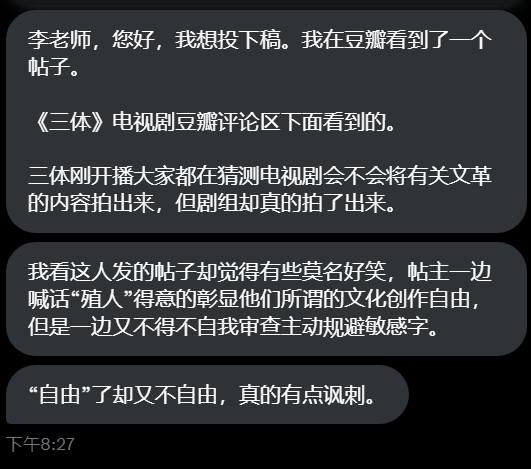 李老师，您好，我想投下稿。我在豆瓣看到了一个
帖子。
《三体》电视剧豆瓣评论区下面看到的。
三体刚开播大家都在猜测电视剧会不会将有关文革
的内容拍出来，但剧组却真的拍了出来。
我看这人发的帖子却觉得有些莫名好笑，帖主一边
喊话“殖人”得意的彰显他们所谓的文化创作自由，
但是一边又不得不自我审查主动规避敏感字。
“自由”了却又不自由，真的有点讽刺。
下午8:27